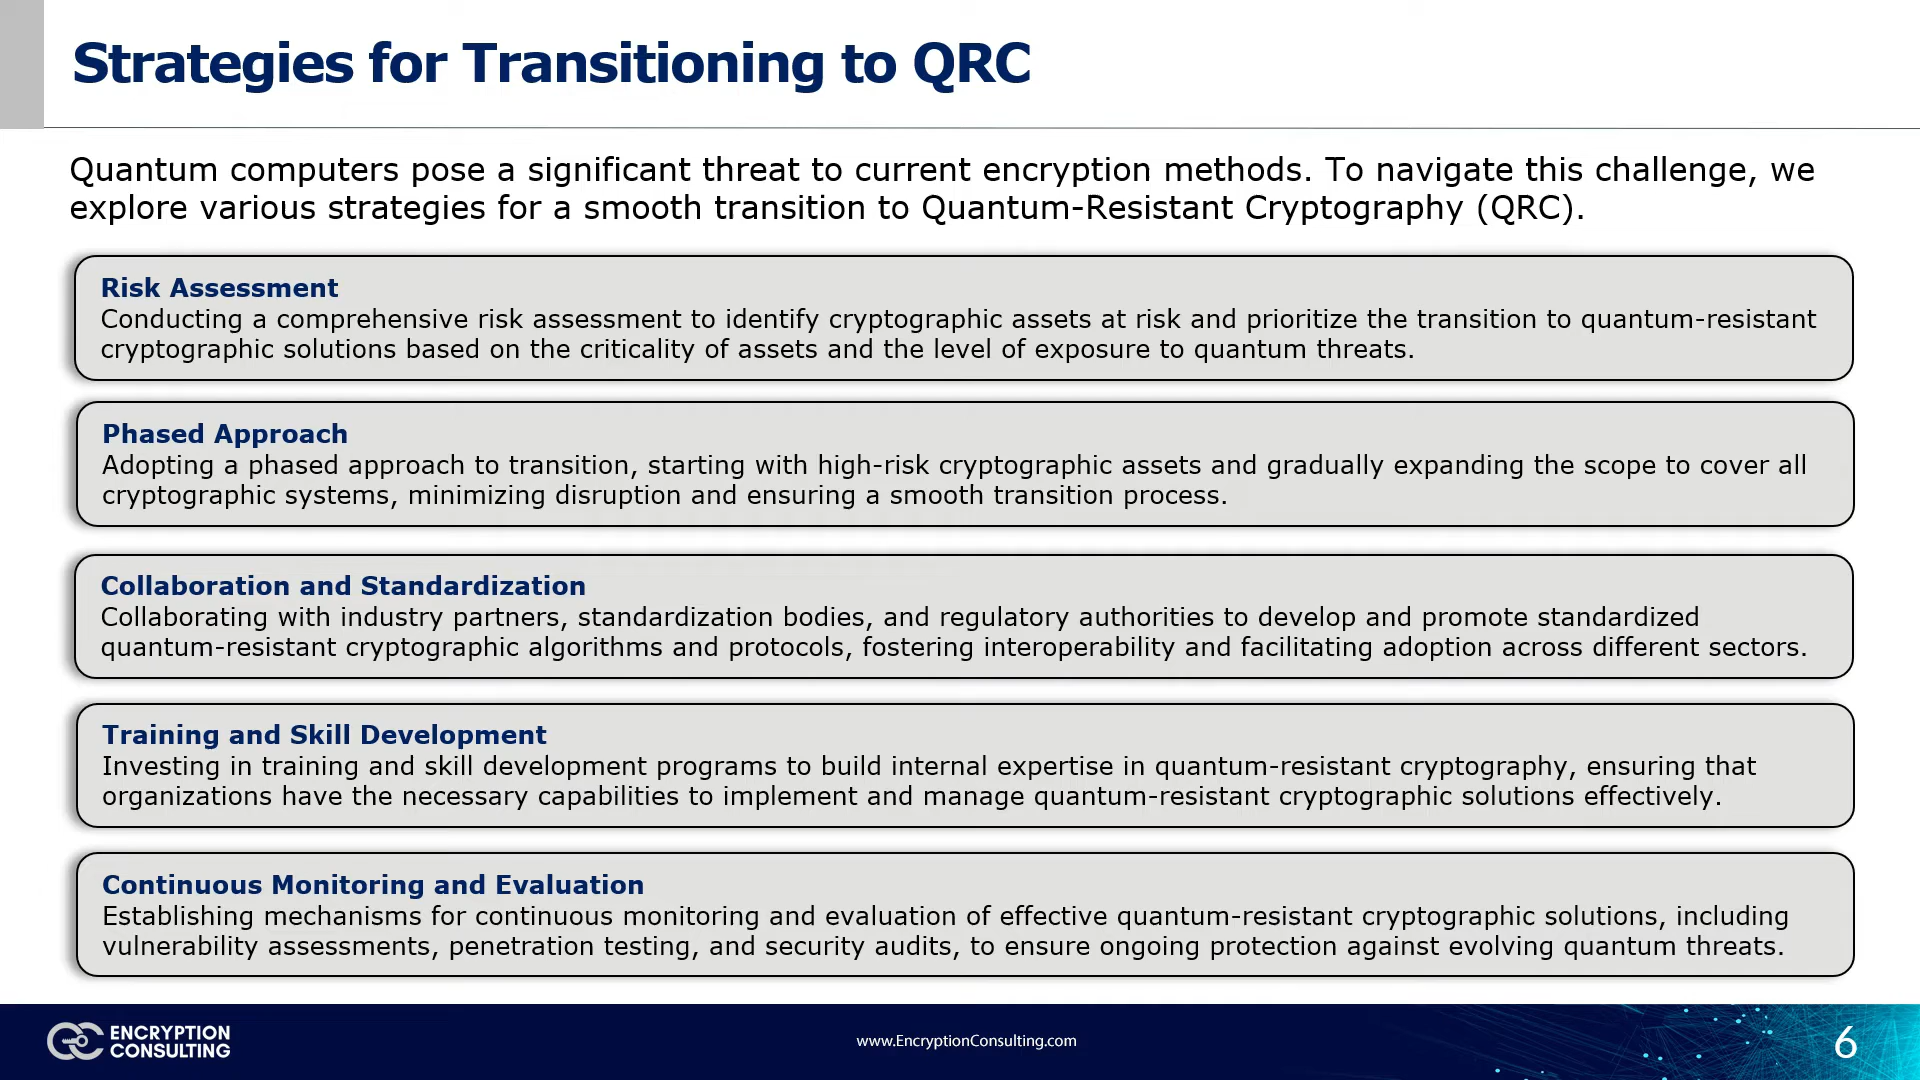 Strategies for Transitioning to QRC
Quantum computers pose a significant threat to current encryption methods. To navigate this challenge, we
explore various strategies for a smooth transition to Quantum-Resistant Cryptography (QRC).
Risk Assessment
Conducting a comprehensive risk assessment to identify cryptographic assets at risk and prioritize the transition to quantum-resistant
cryptographic solutions based on the criticality of assets and the level of exposure to quantum threats.
Phased Approach
Adopting a phased approach to transition, starting with high-risk cryptographic assets and gradually expanding the scope to cover all
cryptographic systems, minimizing disruption and ensuring a smooth transition process.
Collaboration and Standardization
Collaborating with industry partners, standardization bodies, and regulatory authorities to develop and promote standardized
quantum-resistant cryptographic algorithms and protocols, fostering interoperability and facilitating adoption across different sectors.
Training and Skill Development
Investing in training and skill development programs to build internal expertise in quantum-resistant cryptography, ensuring that
organizations have the necessary capabilities to implement and manage quantum-resistant cryptographic solutions effectively.
Continuous Monitoring and Evaluation
Establishing mechanisms for continuous monitoring and evaluation of effective quantum-resistant cryptographic solutions, including
vulnerability assessments, penetration testing, and security audits, to ensure ongoing protection against evolving quantum threats.
ENCRYPTION
CONSULTING
www.EncryptionConsulting.com
6